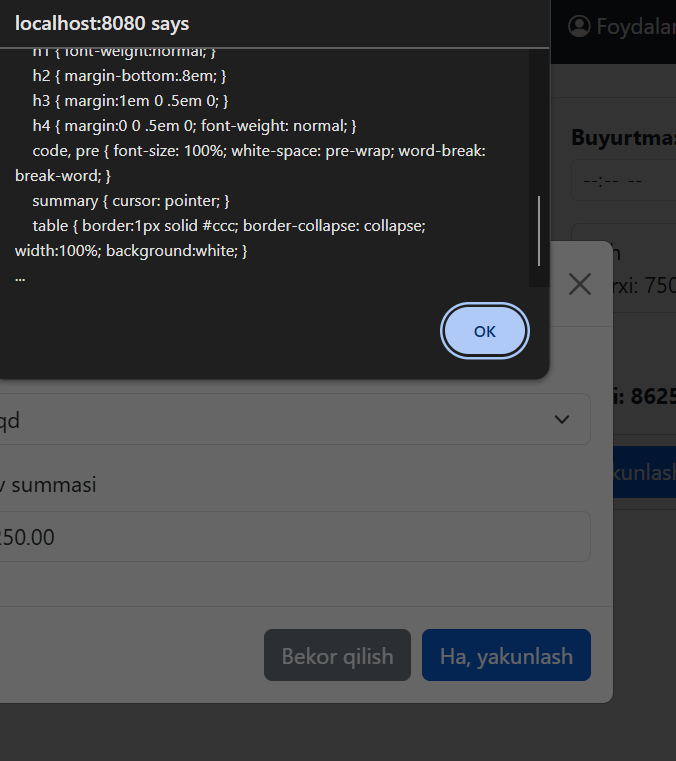 localhost:8080 says
h1 { font-weight:normal; }
h2 { margin-bottom:.8em; }
h3 { margin:1em 0 .5em 0; }
h4 { margin:0 0 .5em 0; font-weight: normal; }
code, pre { font-size: 100%; white-space: pre-wrap; word-break:
break-word; }
summary { cursor: pointer; }
table { border:1px solid #ccc; border-collapse: collapse;
width:100%; background:white; }
...
OK
Foydalan
Buyurtma:
--:-- --
rxi: 750
i: 8625
kunlash
qd
v summasi
250.00
Bekor qilish
Ha, yakunlash